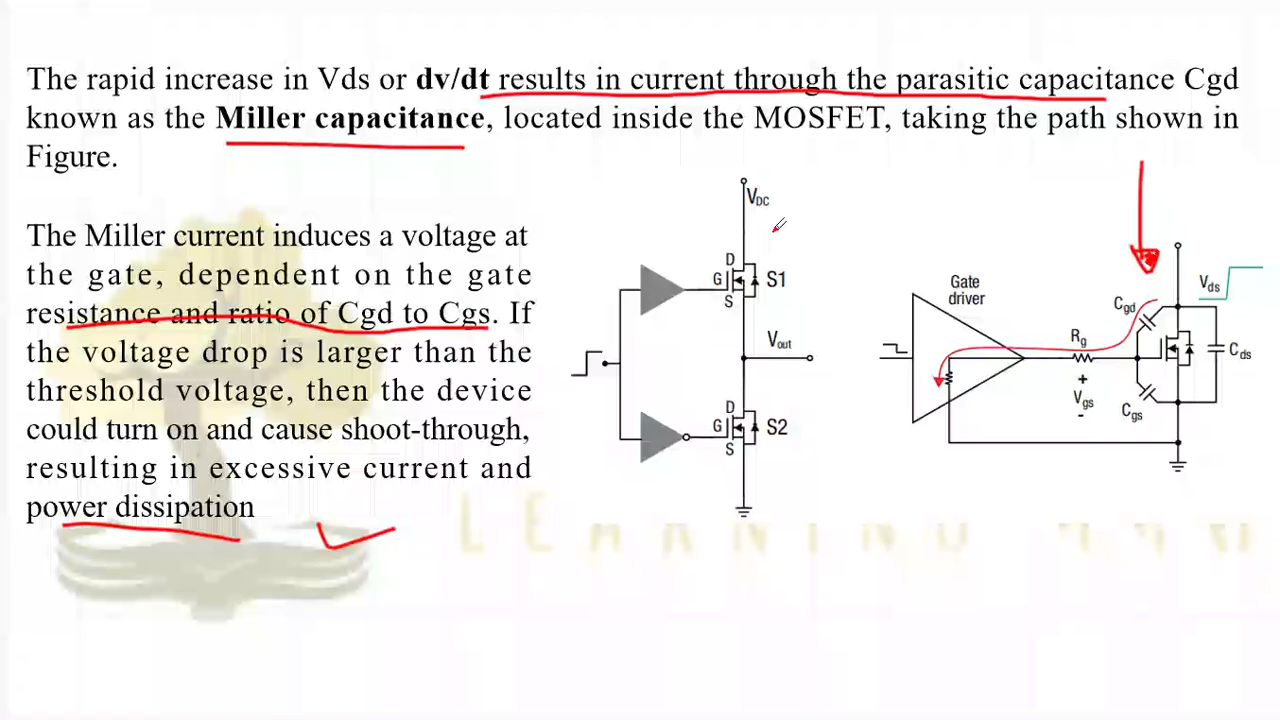 The rapid increase in Vds or dv/dt results in current through the parasitic capacitance Cgd
known as the Miller capacitance, located inside the MOSFET, taking the path shown in
Figure.
The Miller current induces a voltage at
the gate, dependent on the gate
resistance and ratio of Cgd to Cgs. If
the voltage drop is larger than the
threshold voltage, then the device
could turn on and cause shoot-through,
resulting in excessive current and
power dissipation
VDC
D
G
S
S1
Vout
D
G
S
S2
Gate
driver
Rg
+
Vgs
-
Cgd
Cgs
Vds
Cds